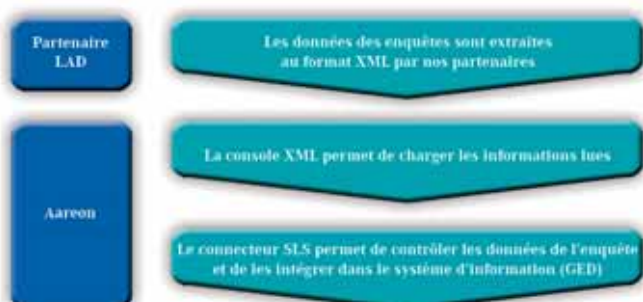 Partenaire
LAD
Les données des enquêtes sont extraites
au format XML par nos partenaires
Aareon
La console XML permet de charger les informations lues
Le connecteur SLS permet de contrôler les données de l'enquête
et de les intégrer dans le système d'information (GED)